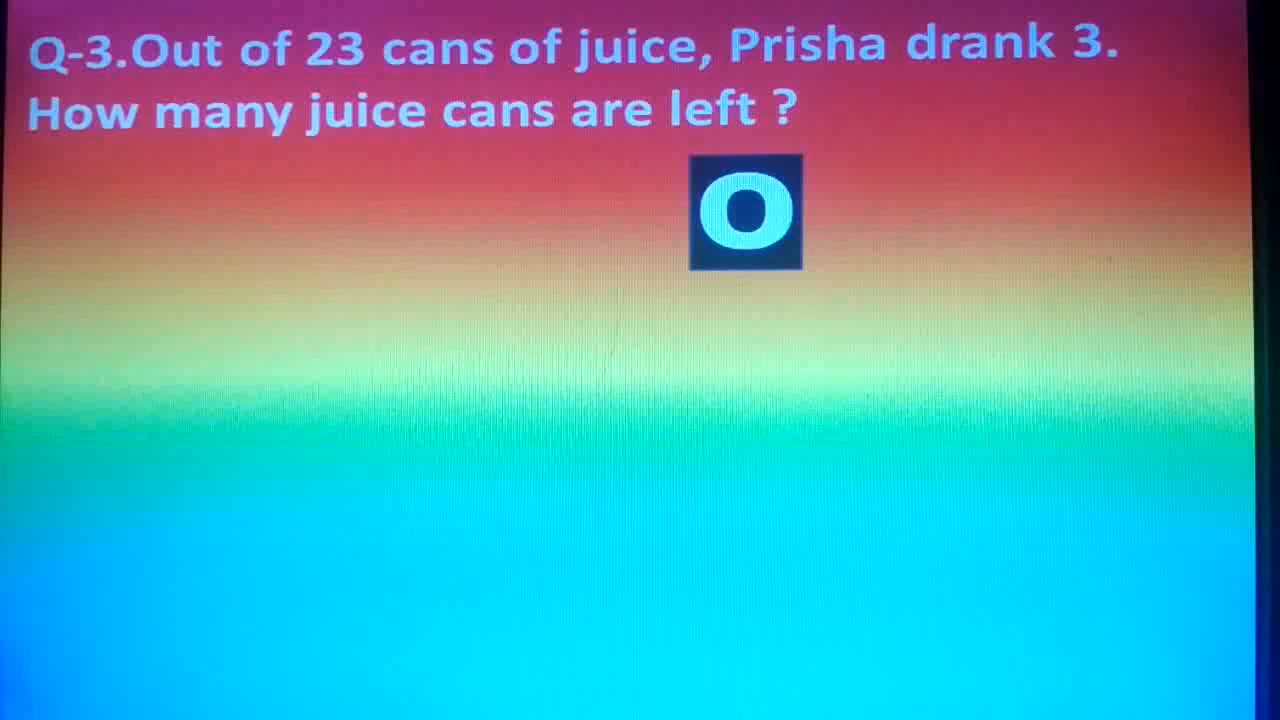 Q-3.Out of 23 cans of juice, Prisha drank 3.
How many juice cans are left ?
O